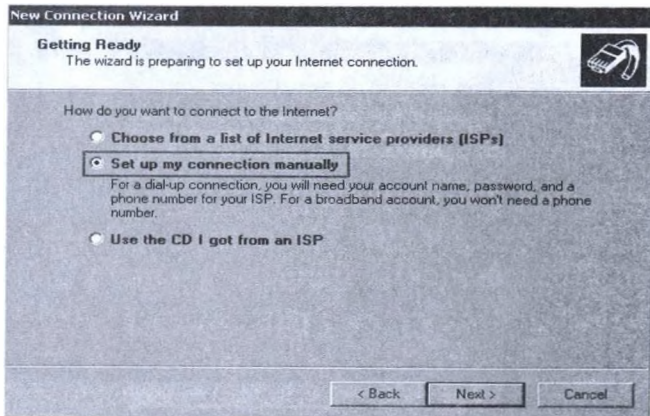 New Connection Wizard
Getting Ready
The wizard is preparing to set up your Internet connection.
How do you want to connect to the Internet?
Choose from a list of Internet service providers (ISPs)
Set up my connection manually
For a dial-up connection, you will need your account name, password, and a
phone number for your ISP. For a broadband account, you won't need a phone
number.
Use the CD I got from an ISP
< Back Next > Cancel